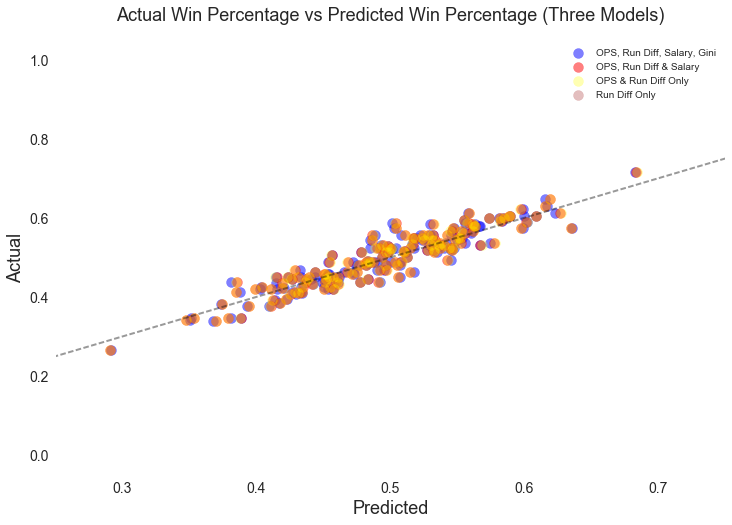 Actual Win Percentage vs Predicted Win Percentage (Three Models)
OPS, Run Diff, Salary, Gini
OPS, Run Diff & Salary
OPS & Run Diff Only
Run Diff Only
1.0
0.8
0.6
0.4
0.2
0.0
Actual
0.3 0.4 0.5 0.6 0.7
Predicted